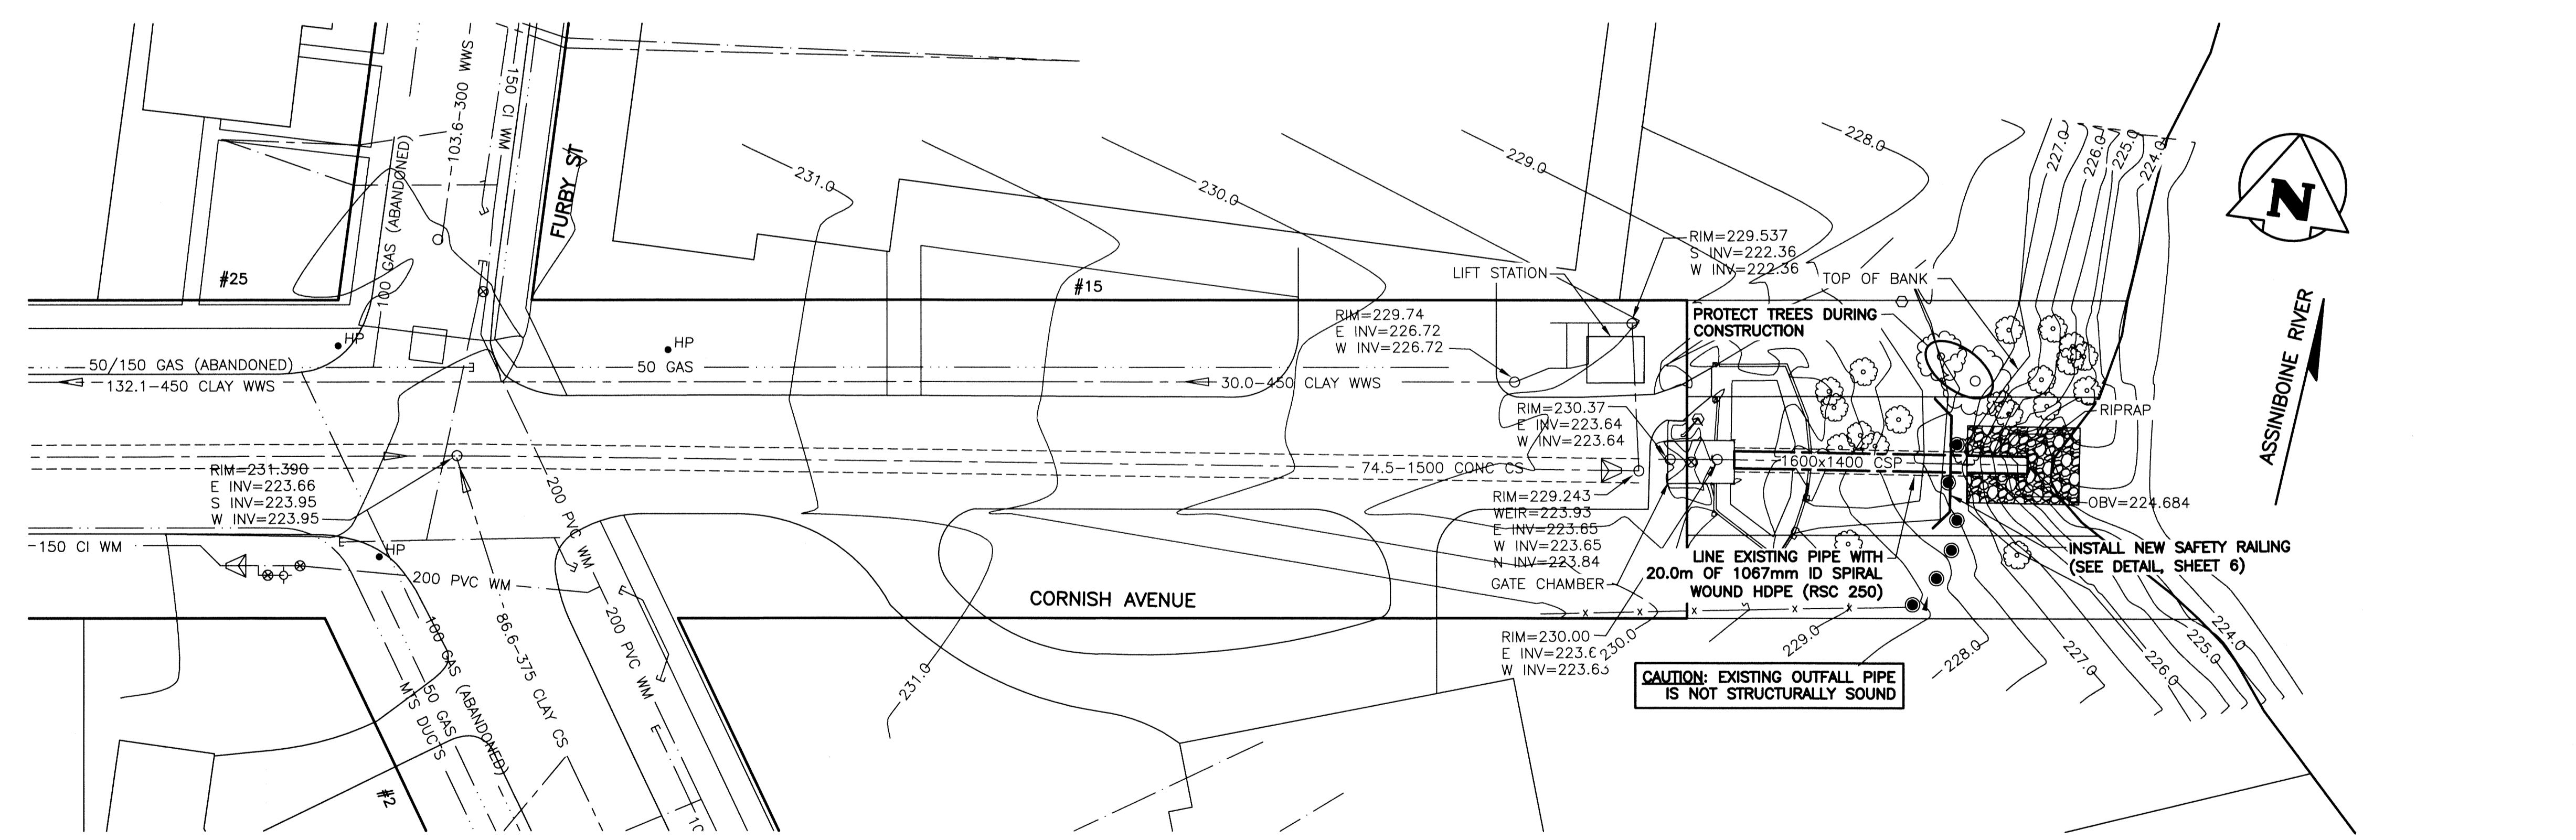 103.6-300 WWS
150 CI WM
100 GAS (ABANDONED)
FURBY ST
#25
HP
50/150 GAS (ABANDONED)
132.1-450 CLAY WWS
RIM=231.390
E INV=223.66
S INV=223.95
W INV=223.95
150 CI WM
HP
200 PVC WM
200 PVC WM
200 PVC WM
86.6-375 CLAY CS
100 GAS (ABANDONED)
50 GAS
MTS DUCTS
#2
10
HP
50 GAS
231.0
230.0
229.0
228.0
227.0
226.0
225.0
224.0
#15
30.0-450 CLAY WWS
74.5-1500 CONC CS
CORNISH AVENUE
231.0
LIFT STATION
RIM=229.537
S INV=222.36
W INV=222.36
RIM=229.74
E INV=226.72
W INV=226.72
TOP OF BANK
PROTECT TREES DURING
CONSTRUCTION
RIM=230.37
E INV=223.64
W INV=223.64
1600x1400 CSP
RIPRAP
OBV=224.684
RIM=229.243
WEIR=223.93
E INV=223.65
W INV=223.65
N INV=223.84
GATE CHAMBER
LINE EXISTING PIPE WITH
20.0m OF 1067mm ID SPIRAL
WOUND HDPE (RSC 250)
INSTALL NEW SAFETY RAILING
(SEE DETAIL, SHEET 6)
RIM=230.00
E INV=223.6
W INV=223.63
230.0
229.0
228.0
227.0
226.0
225.0
224.0
CAUTION: EXISTING OUTFALL PIPE
IS NOT STRUCTURALLY SOUND
N
ASSINIBOINE RIVER